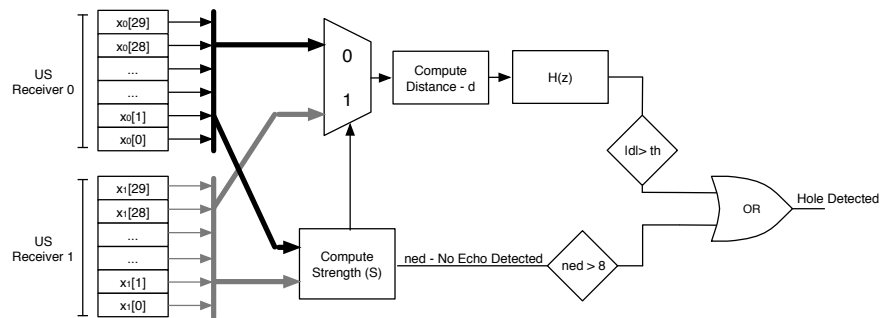 US
Receiver 0
x0[29]
x0[28]
...
...
x0[1]
x0[0]
US
Receiver 1
x1[29]
x1[28]
...
...
x1[1]
x1[0]
0
1
Compute
Distance - d
H(z)
|d|> th
Compute
Strength (S)
ned - No Echo Detected
ned > 8
OR
Hole Detected